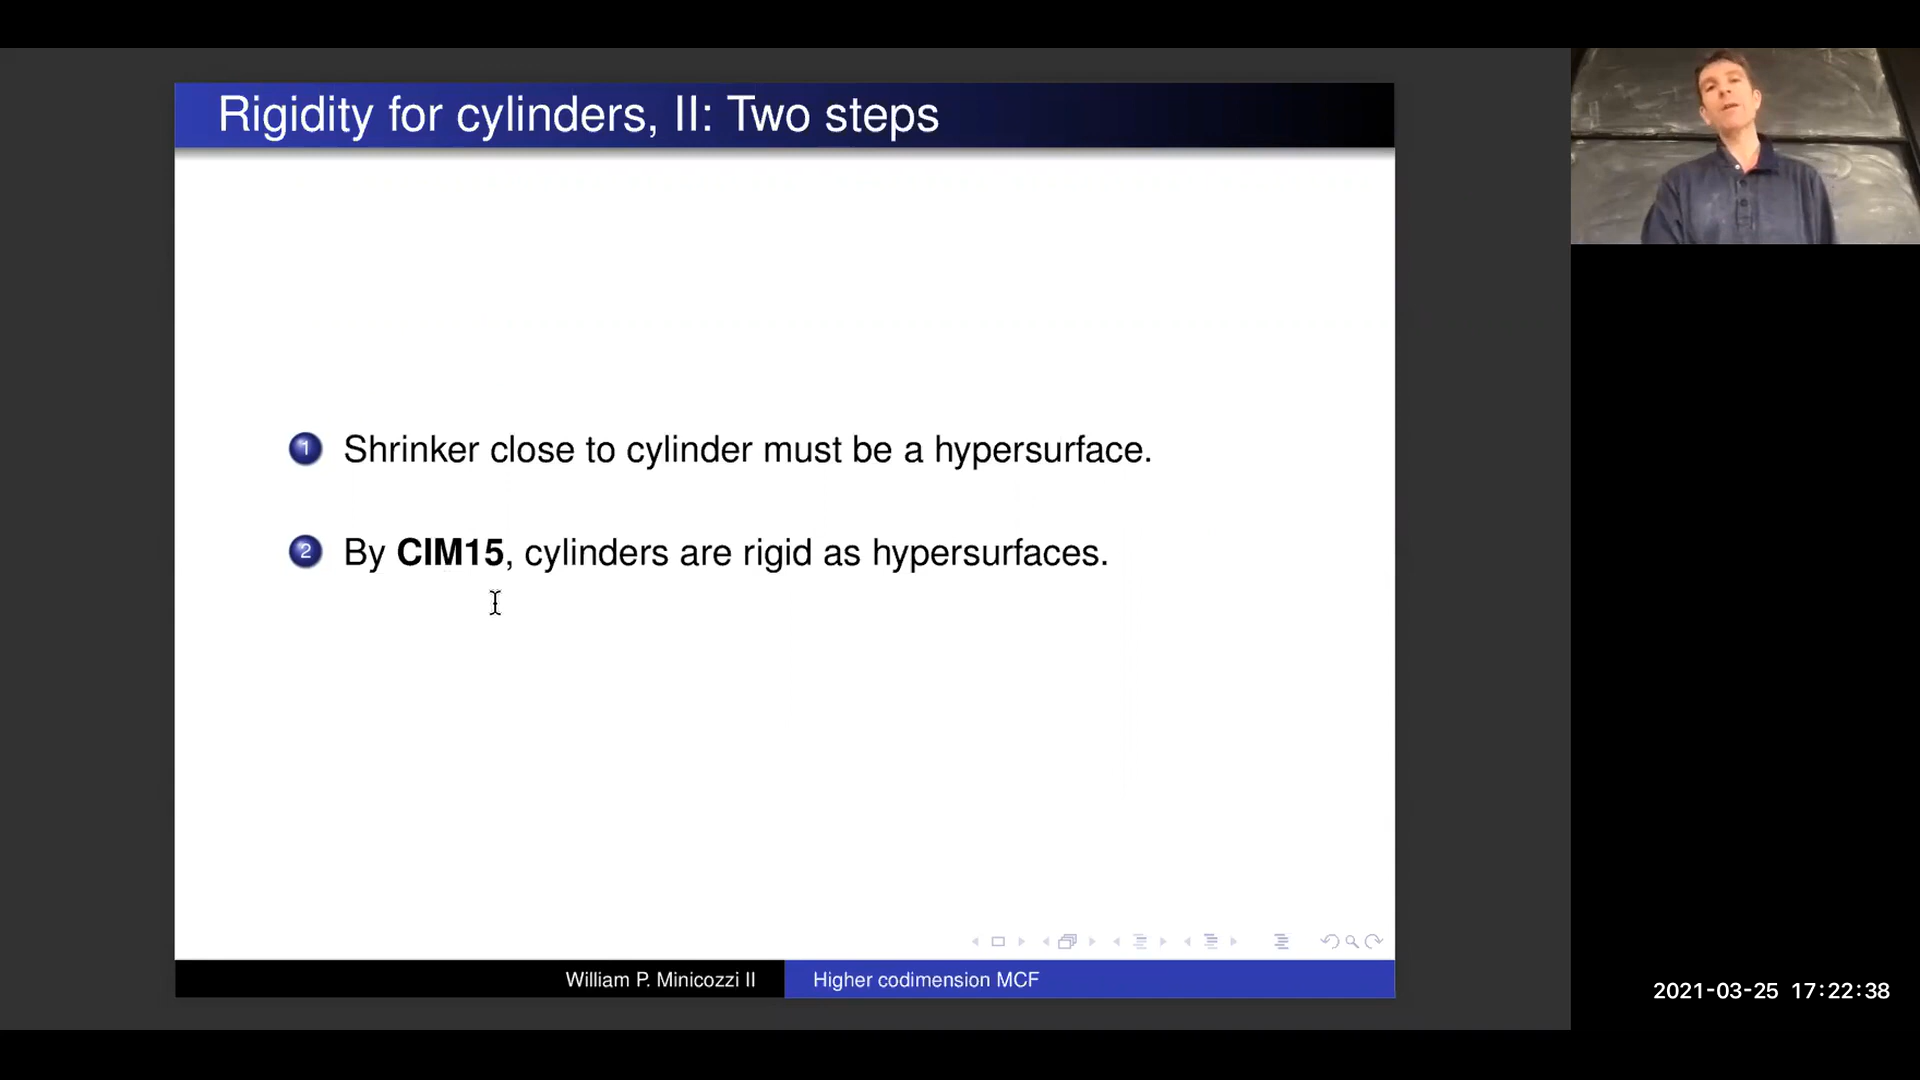 Rigidity for cylinders, II: Two steps
1 Shrinker close to cylinder must be a hypersurface.
2 By CIM15, cylinders are rigid as hypersurfaces.
William P. Minicozzi II Higher codimension MCF
2021-03-25 17:22:38